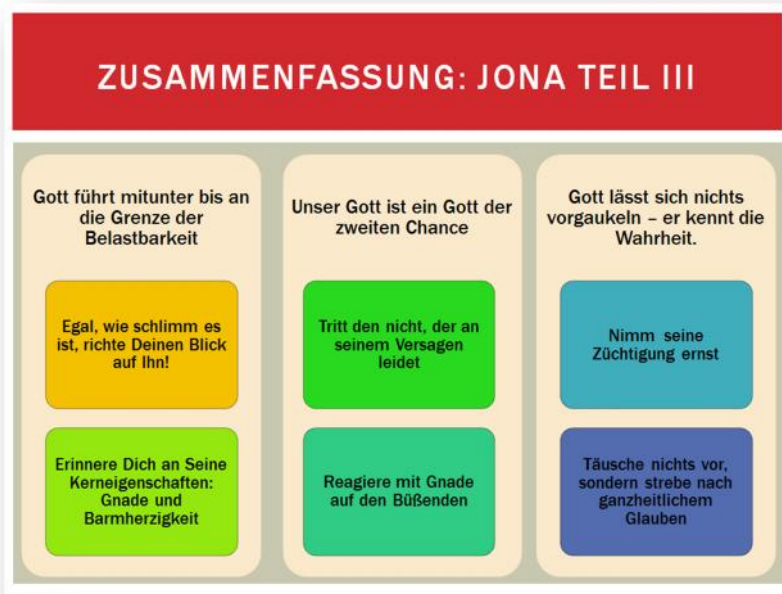 ZUSAMMENFASSUNG: JONA TEIL III
Gott führt mitunter bis an
die Grenze der
Belastbarkeit
Egal, wie schlimm es
ist, richte Deinen Blick
auf Ihn!
Erinnere Dich an Seine
Kerneigenschaften:
Gnade und
Barmherzigkeit
Unser Gott ist ein Gott der
zweiten Chance
Tritt den nicht, der an
seinem Versagen
leidet
Reagiere mit Gnade
auf den Büßenden
Gott lässt sich nichts
vorgaukeln – er kennt die
Wahrheit.
Nimm seine
Züchtigung ernst
Täusche nichts vor,
sondern strebe nach
ganzheitlichem
Glauben